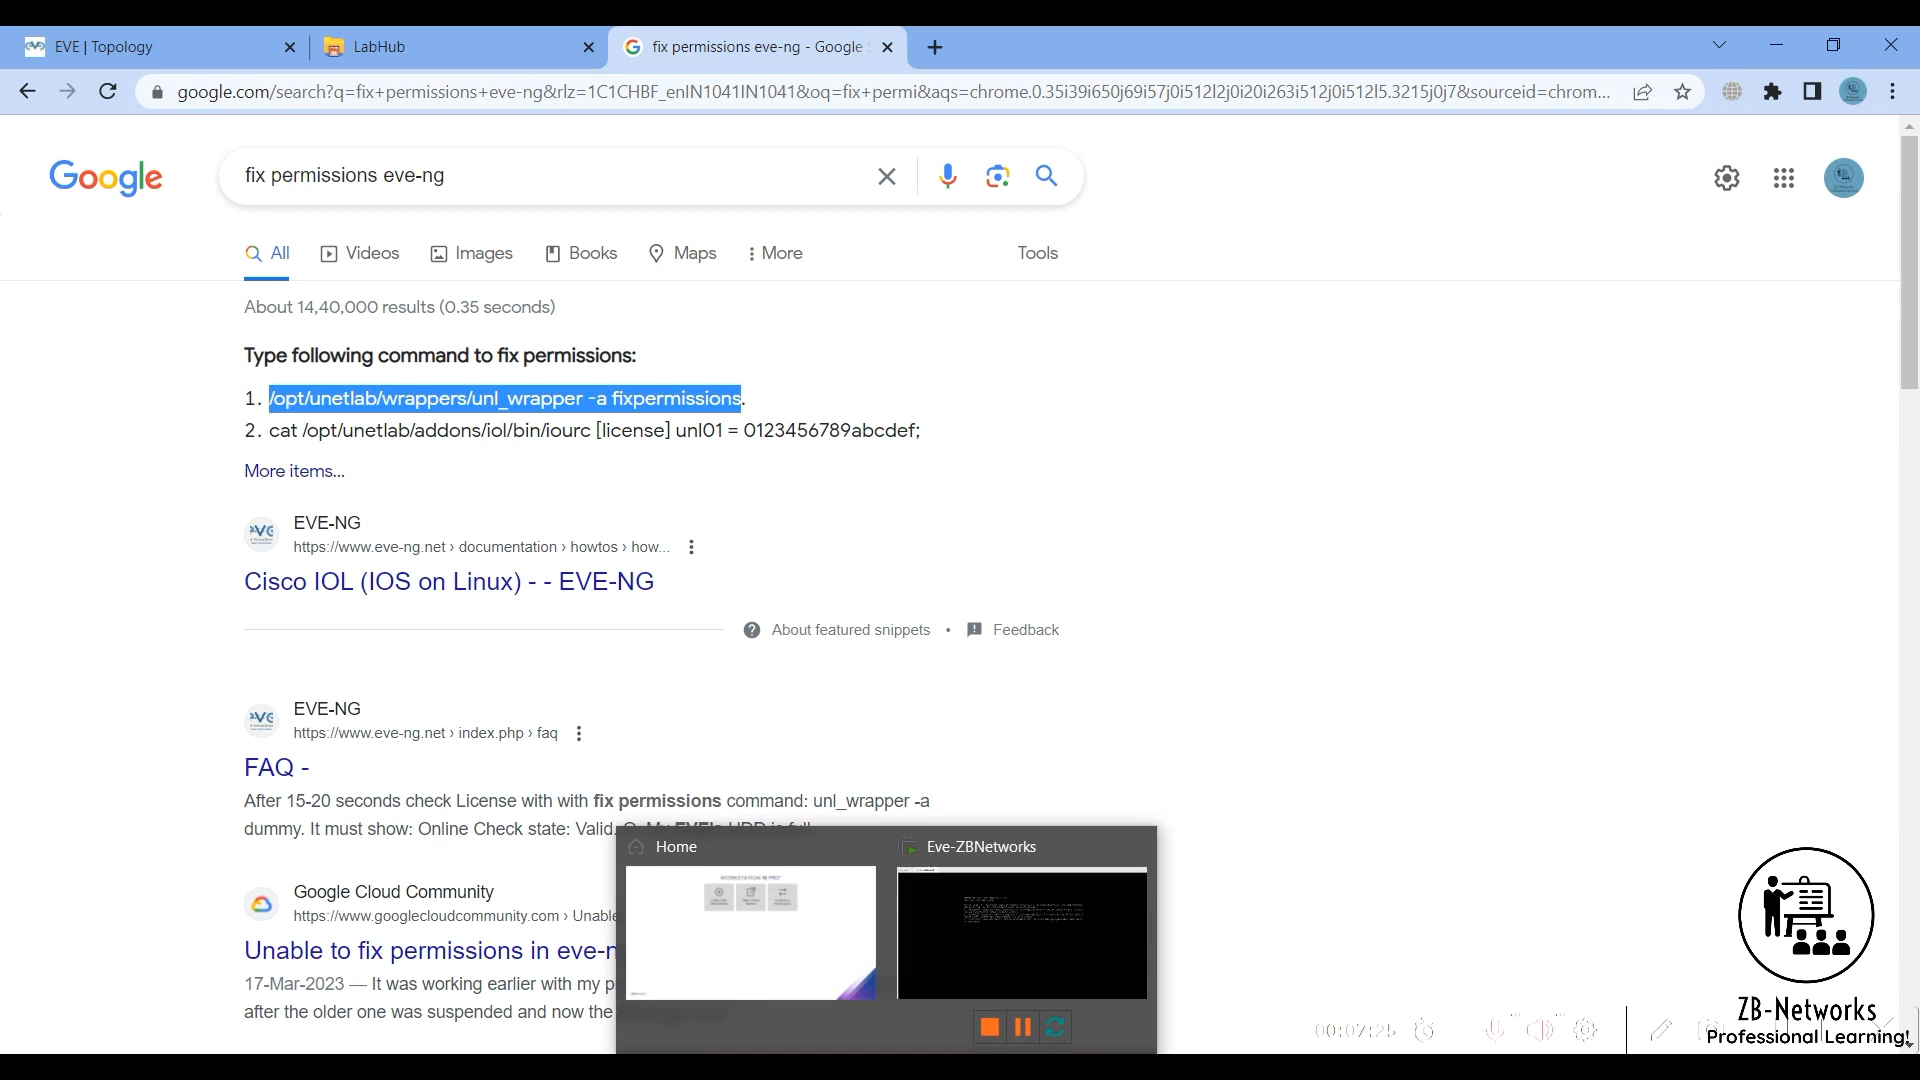 EVE | Topology
LabHub
fix permissions eve-ng - Google S
google.com/search?q=fix+permissions+eve-ng&rlz=1C1CHBF_enIN1041IN1041&oq=fix+permi&aqs=chrome.0.35i39i650j69i57j0i512l2j0i20i263i512j0i512l5.3215j0j7&sourceid=chrom...
Google
fix permissions eve-ng
All
Videos
Images
Books
Maps
More
Tools
About 14,40,000 results (0.35 seconds)
Type following command to fix permissions:
1. /opt/unetlab/wrappers/unl_wrapper -a fixpermissions.
2. cat /opt/unetlab/addons/iol/bin/iourc [license] unl01 = 0123456789abcdef;
More items...
EVE-NG
https://www.eve-ng.net › documentation › howtos › how...
Cisco IOL (IOS on Linux) - - EVE-NG
About featured snippets • Feedback
EVE-NG
https://www.eve-ng.net › index.php › faq
FAQ -
After 15-20 seconds check License with with fix permissions command: unl_wrapper -a
dummy. It must show: Online Check state: Valid.
Google Cloud Community
https://www.googlecloudcommunity.com › Unable
Unable to fix permissions in eve-n
17-Mar-2023 — It was working earlier with my p
after the older one was suspended and now the
Home
WORKSTATION 16 PRO
Eve-ZBNetworks
00:07:25
ZB-Networks
Professional Learning!